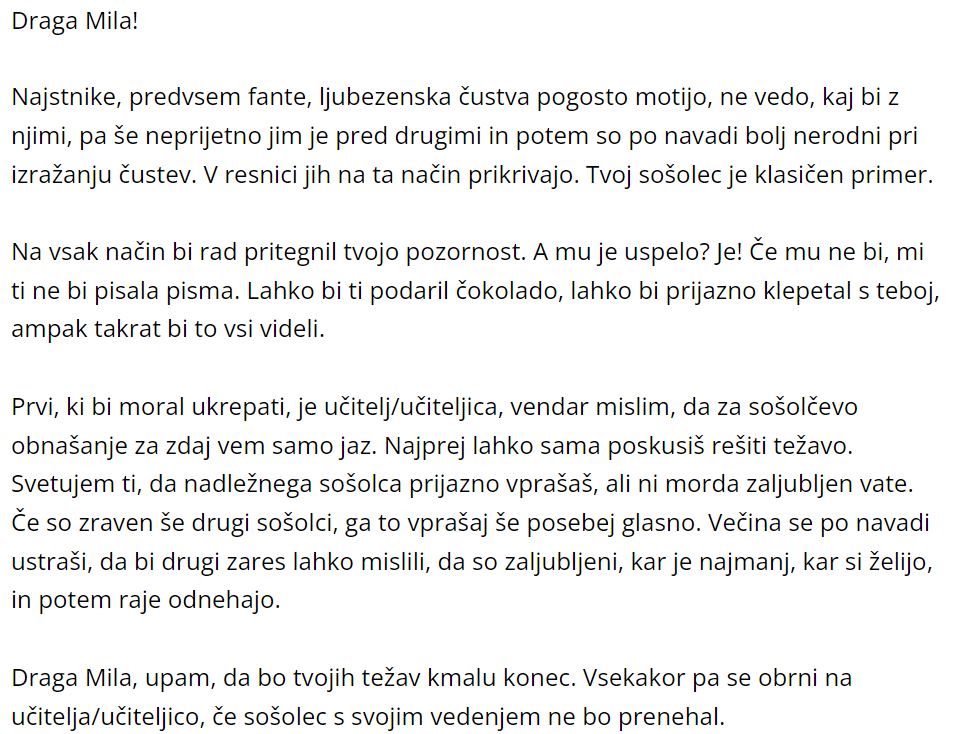 Draga Mila!
Najstnike, predvsem fante, ljubezenska čustva pogosto motijo, ne vedo, kaj bi z
njimi, pa še neprijetno jim je pred drugimi in potem so po navadi bolj nerodni pri
izražanju čustev. V resnici jih na ta način prikrivajo. Tvoj sošolec je klasičen primer.
Na vsak način bi rad pritegnil tvojo pozornost. A mu je uspelo? Je! Če mu ne bi, mi
ti ne bi pisala pisma. Lahko bi ti podaril čokolado, lahko bi prijazno klepetal s teboj,
ampak takrat bi to vsi videli.
Prvi, ki bi moral ukrepati, je učitelj/učiteljica, vendar mislim, da za sošolčevo
obnašanje za zdaj vem samo jaz. Najprej lahko sama poskusiš rešiti težavo.
Svetujem ti, da nadležnega sošolca prijazno vprašaš, ali ni morda zaljubljen vate.
Če so zraven še drugi sošolci, ga to vprašaj še posebej glasno. Večina se po navadi
ustraši, da bi drugi zares lahko mislili, da so zaljubljeni, kar je najmanj, kar si želijo,
in potem raje odnehajo.
Draga Mila, upam, da bo tvojih težav kmalu konec. Vsekakor pa se obrni na
učitelja/učiteljico, če sošolec s svojim vedenjem ne bo prenehal.